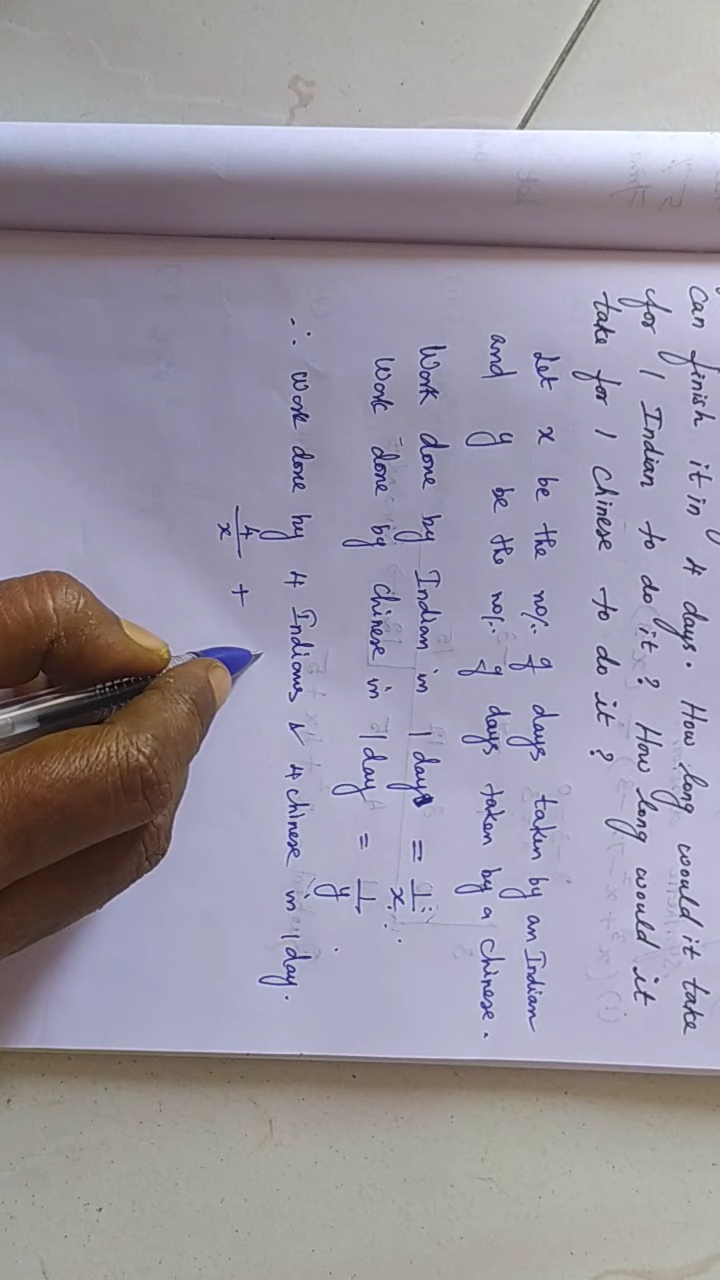 can finish it in 4 days. How long would it take
for 1 Indian to do it? How long would it
take for 1 chinese to do it?
Let x be the no/. of days taken by an Indian
and y be the no/. of days taken by a chinese.
Work done by Indian in 1 days = 1/x.
Work done by chinese in 1 day = 1/y.
∴ Work done by 4 Indians & 4 chinese in 1 day.
4/x +